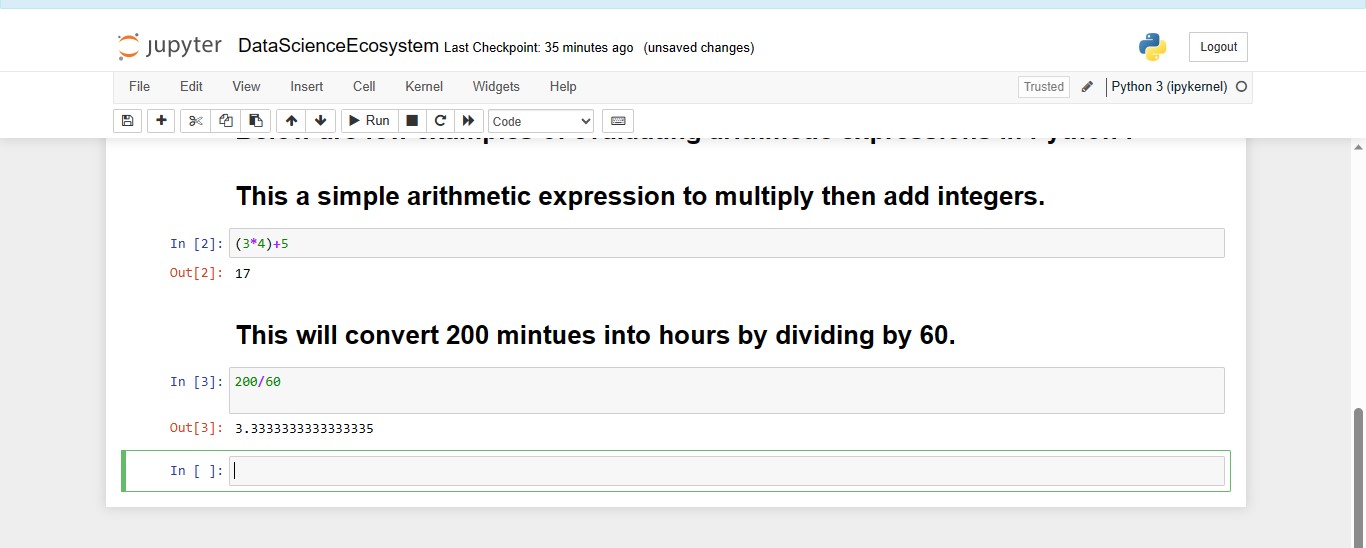 jupyter DataScienceEcosystem Last Checkpoint: 35 minutes ago (unsaved changes)
Logout
File Edit View Insert Cell Kernel Widgets Help
Trusted
Python 3 (ipykernel)
Run
Code
This a simple arithmetic expression to multiply then add integers.
In [2]: (3*4)+5
Out[2]: 17
This will convert 200 mintues into hours by dividing by 60.
In [3]: 200/60
Out[3]: 3.3333333333333335
In [ ]: